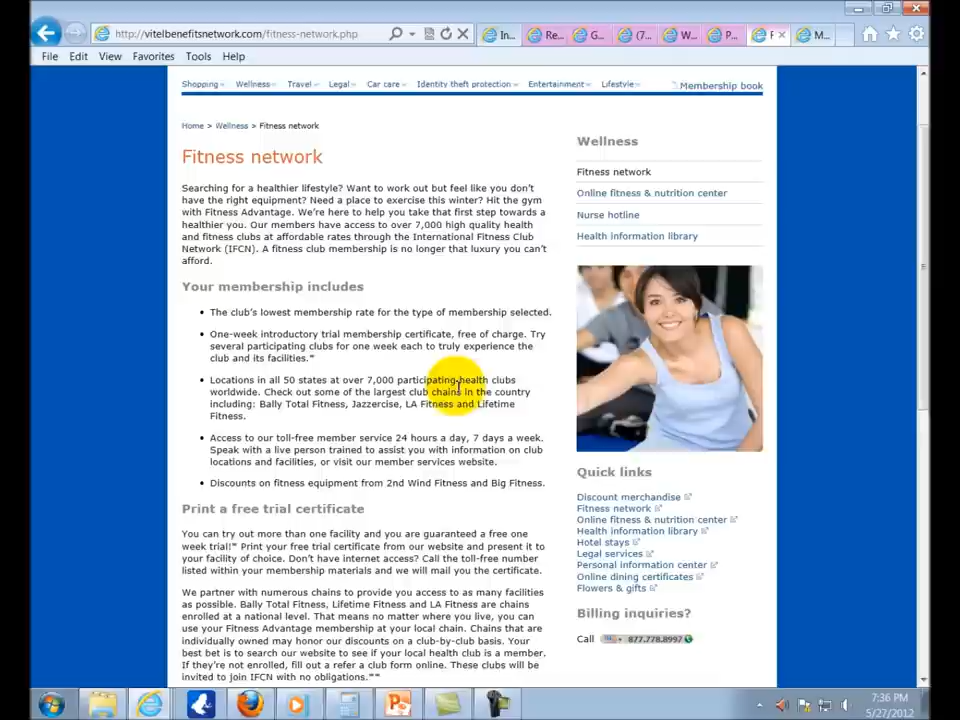 http://vitelbenefitsnetwork.com/fitness-network.php
In...
Re...
G...
(7...
W...
P...
F
M...
File Edit View Favorites Tools Help
Shopping Wellness Travel Legal Car care Identity theft protection Entertainment Lifestyle Membership book
Home > Wellness > Fitness network
Fitness network
Searching for a healthier lifestyle? Want to work out but feel like you don't
have the right equipment? Need a place to exercise this winter? Hit the gym
with Fitness Advantage. We're here to help you take that first step towards a
healthier you. Our members have access to over 7,000 high quality health
and fitness clubs at affordable rates through the International Fitness Club
Network (IFCN). A fitness club membership is no longer that luxury you can't
afford.
Your membership includes
• The club's lowest membership rate for the type of membership selected.
• One-week introductory trial membership certificate, free of charge. Try
several participating clubs for one week each to truly experience the
club and its facilities.*
• Locations in all 50 states at over 7,000 participating health clubs
worldwide. Check out some of the largest club chains in the country
including: Bally Total Fitness, Jazzercise, LA Fitness and Lifetime
Fitness.
• Access to our toll-free member service 24 hours a day, 7 days a week.
Speak with a live person trained to assist you with information on club
locations and facilities, or visit our member services website.
• Discounts on fitness equipment from 2nd Wind Fitness and Big Fitness.
Print a free trial certificate
You can try out more than one facility and you are guaranteed a free one
week trial!* Print your free trial certificate from our website and present it to
your facility of choice. Don't have internet access? Call the toll-free number
listed within your membership materials and we will mail you the certificate.
We partner with numerous chains to provide you access to as many facilities
as possible. Bally Total Fitness, Lifetime Fitness and LA Fitness are chains
enrolled at a national level. That means no matter where you live, you can
use your Fitness Advantage membership at your local chain. Chains that are
individually owned may honor our discounts on a club-by-club basis. Your
best bet is to search our website to see if your local health club is a member.
If they're not enrolled, fill out a refer a club form online. These clubs will be
invited to join IFCN with no obligations.**
Wellness
Fitness network
Online fitness & nutrition center
Nurse hotline
Health information library
Quick links
Discount merchandise
Fitness network
Online fitness & nutrition center
Health information library
Hotel stays
Legal services
Personal information center
Online dining certificates
Flowers & gifts
Billing inquiries?
Call 877.778.8997
7:36 PM
5/27/2012